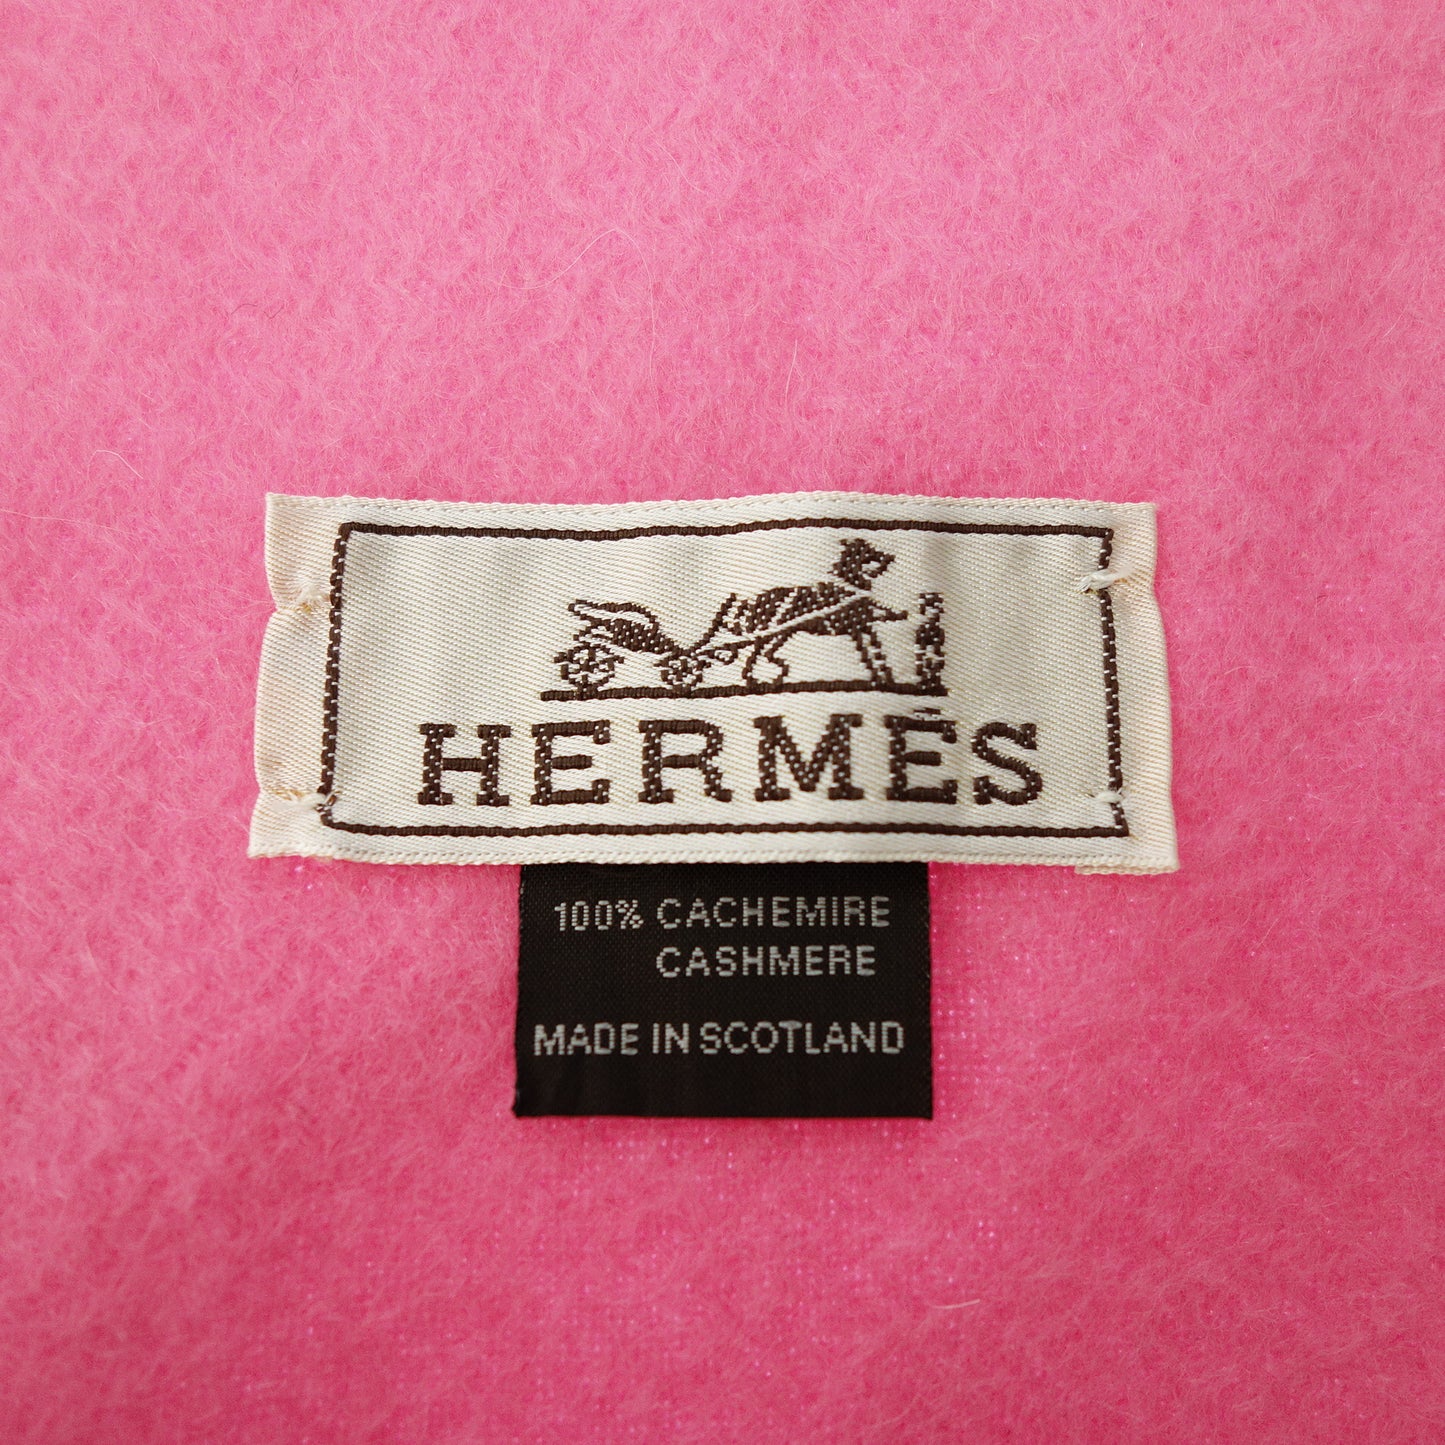 HERMÈS
100% CACHEMIRE
CASHMERE
MADE IN SCOTLAND